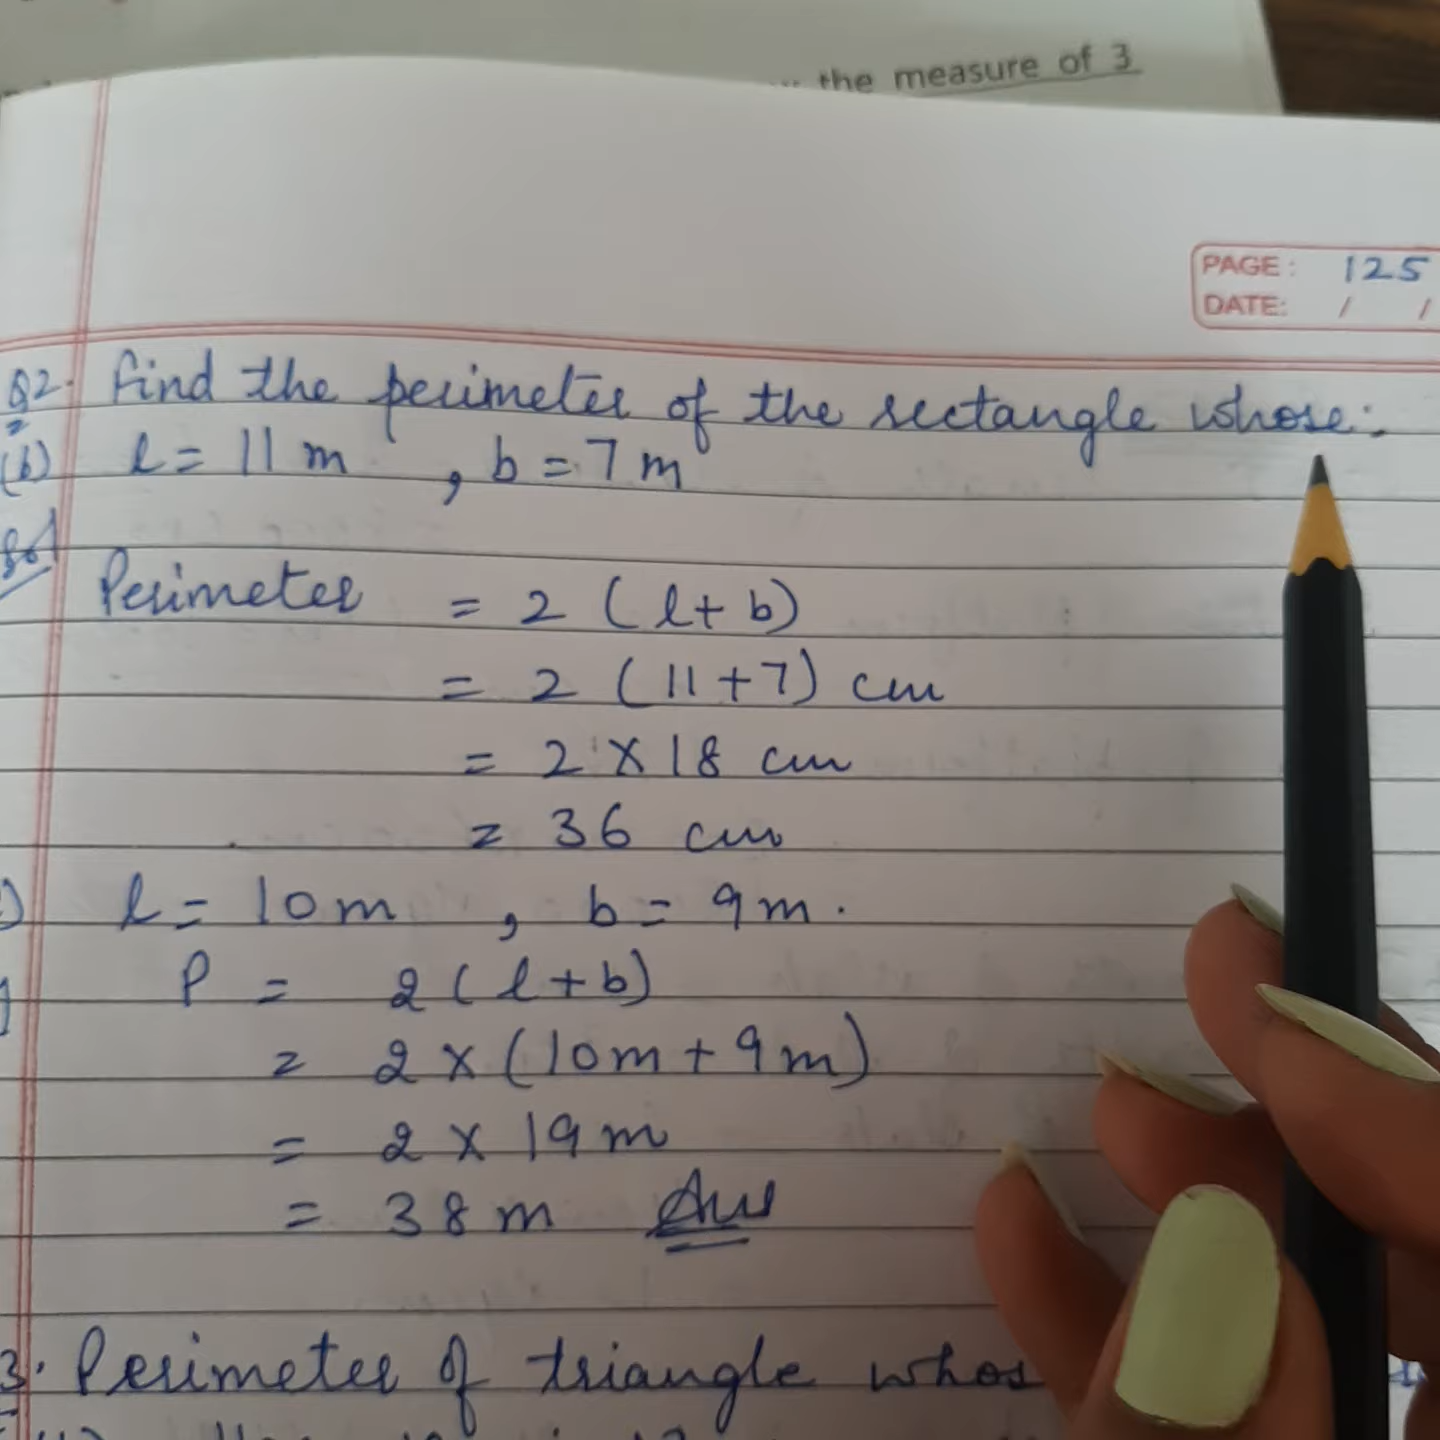 the measure of 3
PAGE: 125
DATE: / /
Q2. Find the perimeter of the rectangle whose:
(b) l = 11 m , b = 7 m
Sol
Perimeter = 2 (l + b)
= 2 (11 + 7) cm
= 2 × 18 cm
= 36 cm
l = 10 m , b = 9 m.
P = 2 (l + b)
= 2 × (10m + 9m)
= 2 × 19 m
= 38 m Ans
3. Perimeter of triangle whos